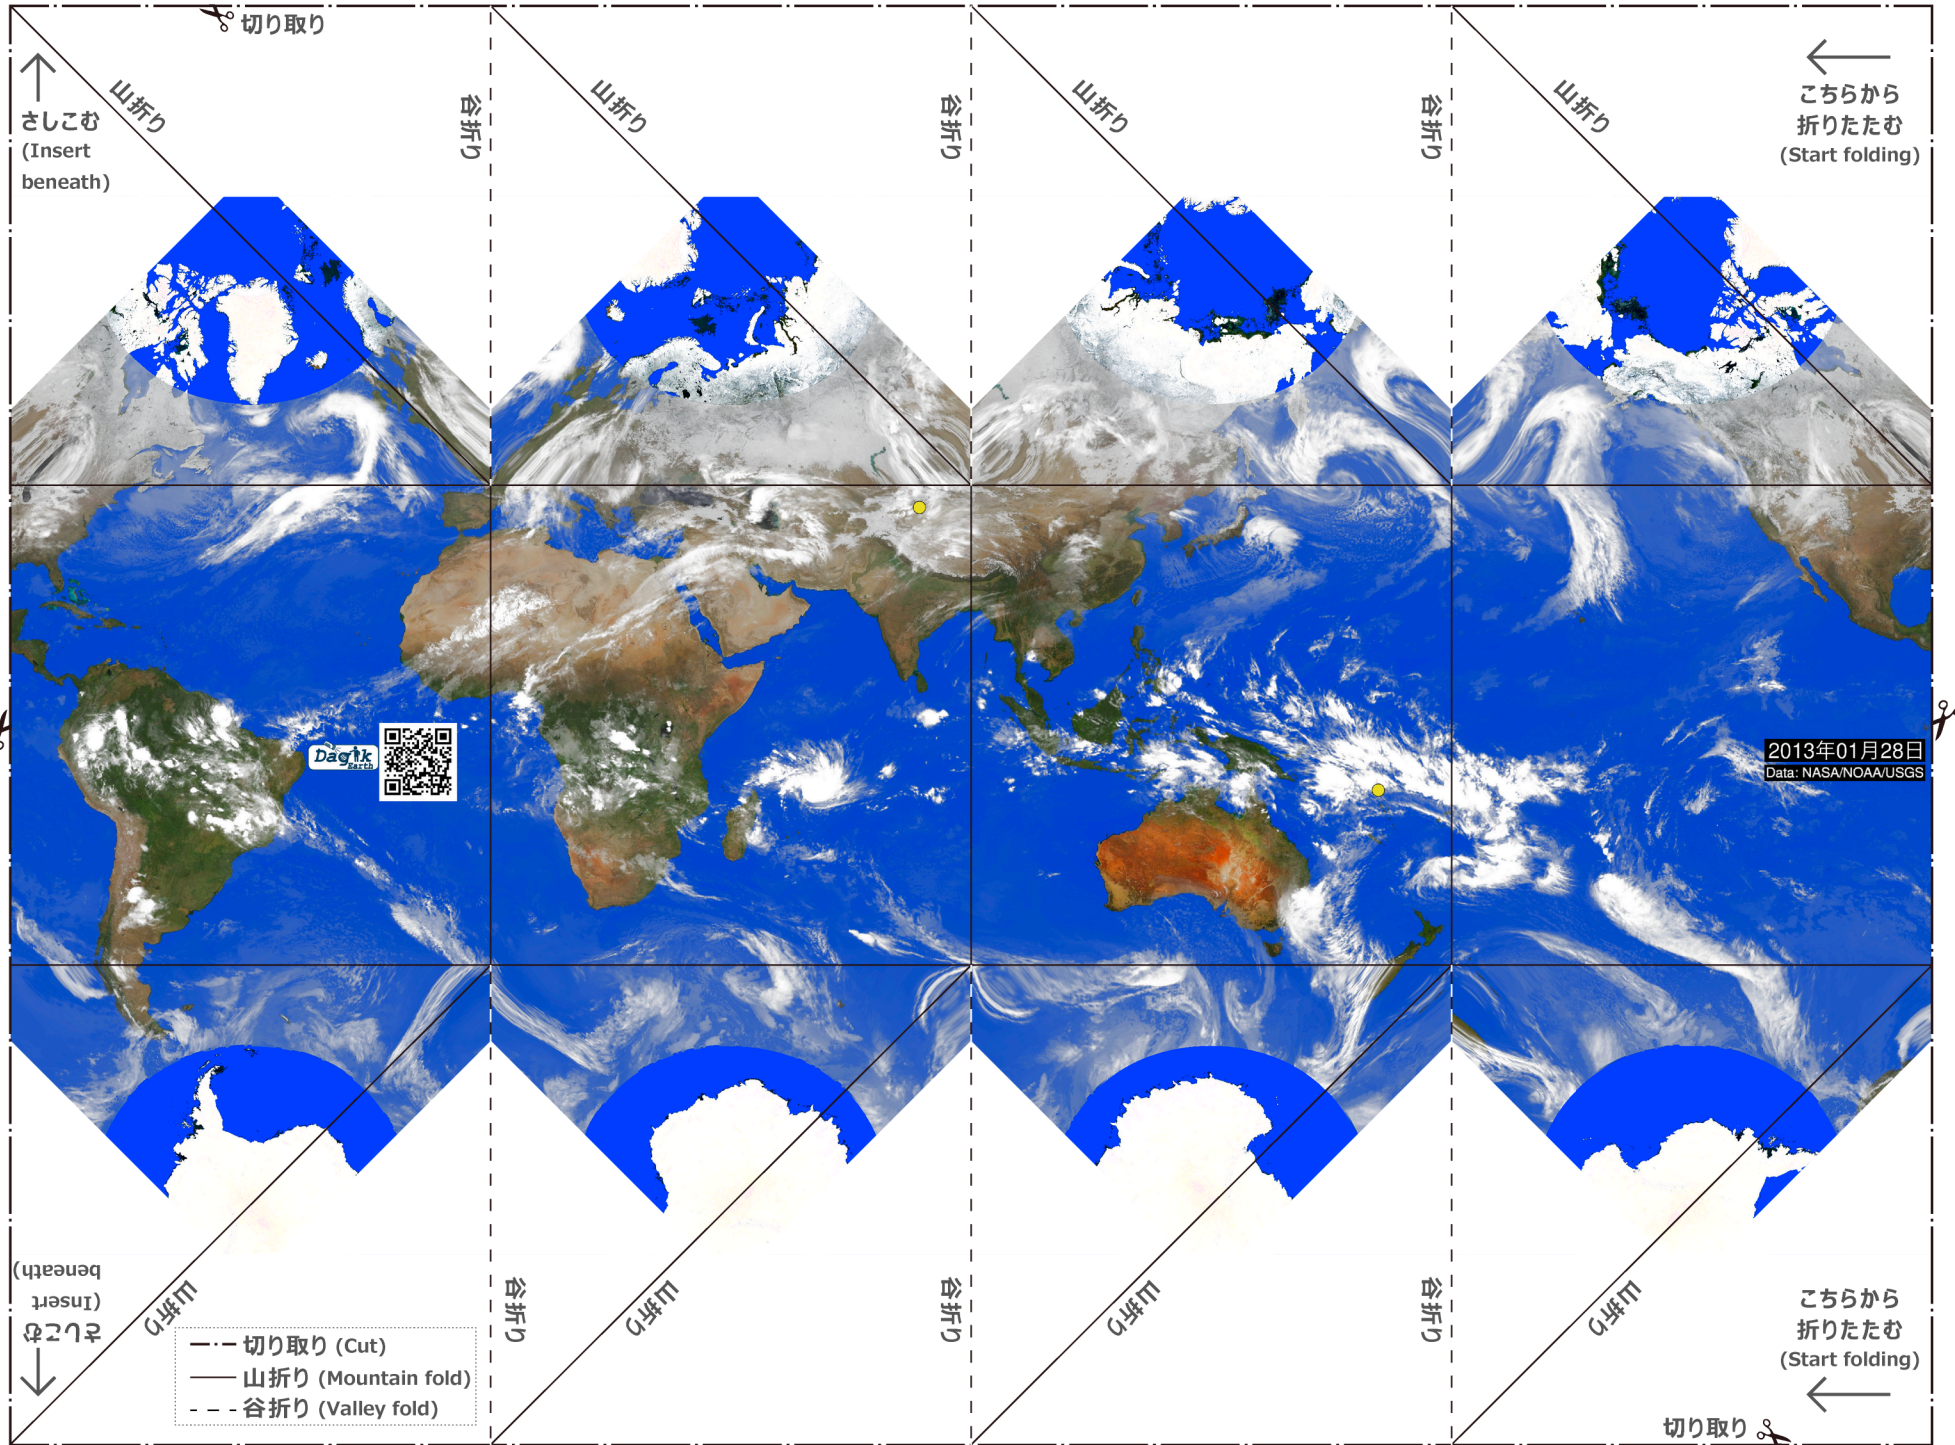 切り取り
山折り
谷折り
山折り
谷折り
山折り
谷折り
山折り
さしこむ
(Insert
beneath)
こちらから
折りたたむ
(Start folding)
Dagik
Earth
2013年01月28日
Data: NASA/NOAA/USGS
さしこむ
(Insert
beneath)
山折り
谷折り
山折り
谷折り
山折り
谷折り
山折り
こちらから
折りたたむ
(Start folding)
切り取り (Cut)
山折り (Mountain fold)
谷折り (Valley fold)
切り取り